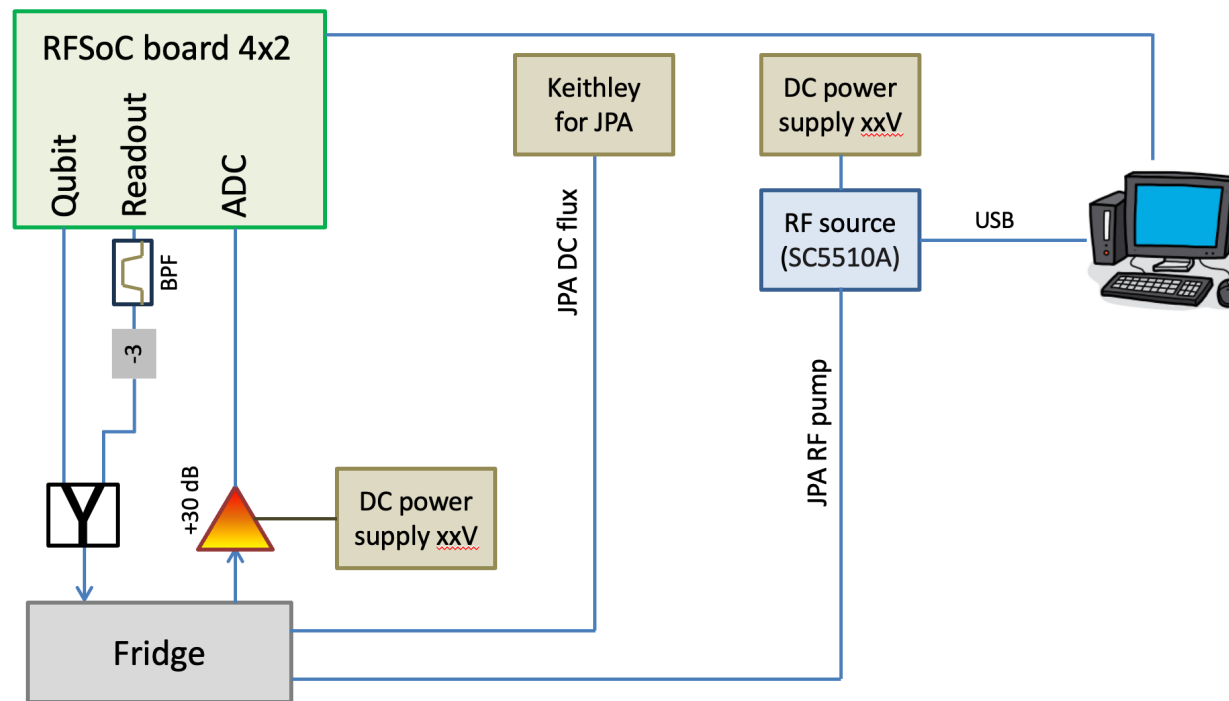 RFSoC board 4x2
Qubit
Readout
ADC
BPF
-3
+30 dB
DC power
supply xxV
Fridge
Keithley
for JPA
JPA DC flux
DC power
supply xxV
RF source
(SC5510A)
USB
JPA RF pump